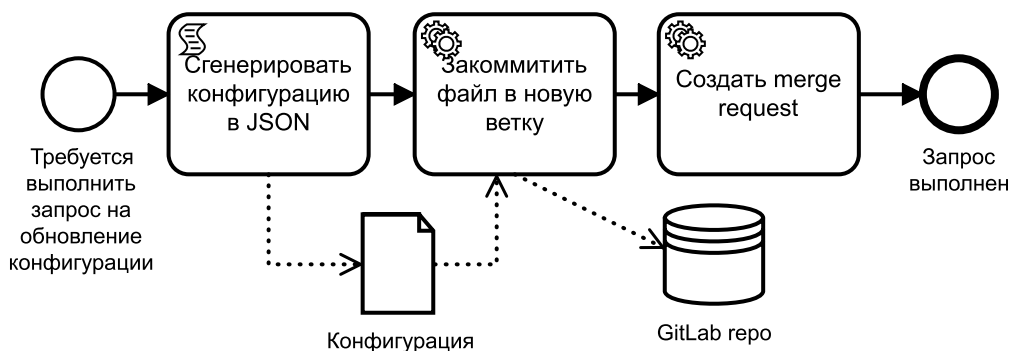 Сгенерировать
конфигурацию
в JSON
Закоммитить
файл в новую
ветку
Создать merge
request
Требуется
выполнить
запрос на
обновление
конфигурации
Запрос
выполнен
Конфигурация
GitLab repo